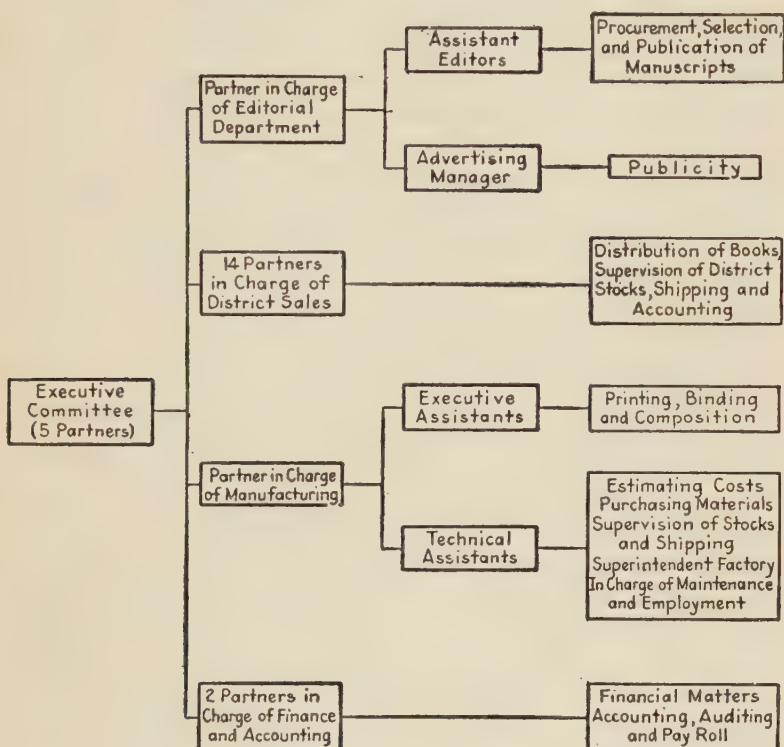 Executive
Committee
(5 Partners)
Partner in Charge
of Editorial
Department
Assistant
Editors
Procurement, Selection,
and Publication of
Manuscripts
Advertising
Manager
Publicity
14 Partners
in Charge of
District Sales
Distribution of Books,
Supervision of District
Stocks, Shipping and
Accounting
Partner in Charge
of Manufacturing
Executive
Assistants
Printing, Binding
and Composition
Technical
Assistants
Estimating Costs
Purchasing Materials
Supervision of Stocks
and Shipping
Superintendent Factory
In Charge of Maintenance
and Employment
2 Partners in
Charge of Finance
and Accounting
Financial Matters
Accounting, Auditing
and Pay Roll